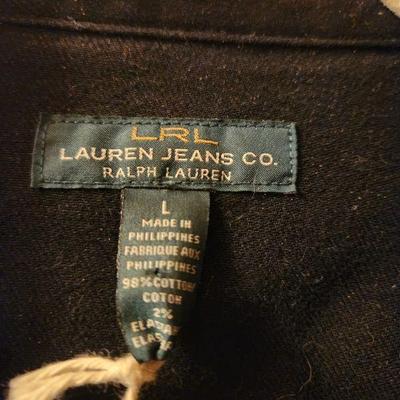 LRL
LAUREN JEANS CO.
RALPH LAUREN
L
MADE IN
PHILIPPINES
FABRIQUE AUX
PHILIPPINES
98% COTTON
COTON
2%